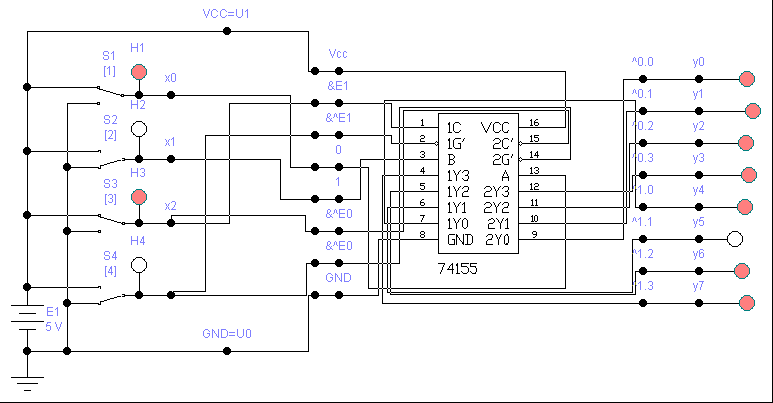 VCC=U1
H1
S1
[1]
x0
H2
S2
[2]
x1
H3
S3
[3]
x2
H4
S4
[4]
E1
5 V
GND=U0
Vcc
&E1
&^E1
0
1
&^E0
&^E0
GND
1 1C VCC 16
2 1G' 2C' 15
3 B 2G' 14
4 1Y3 A 13
5 1Y2 2Y3 12
6 1Y1 2Y2 11
7 1Y0 2Y1 10
8 GND 2Y0 9
74155
^0.0 y0
^0.1 y1
^0.2 y2
^0.3 y3
^1.0 y4
^1.1 y5
^1.2 y6
^1.3 y7